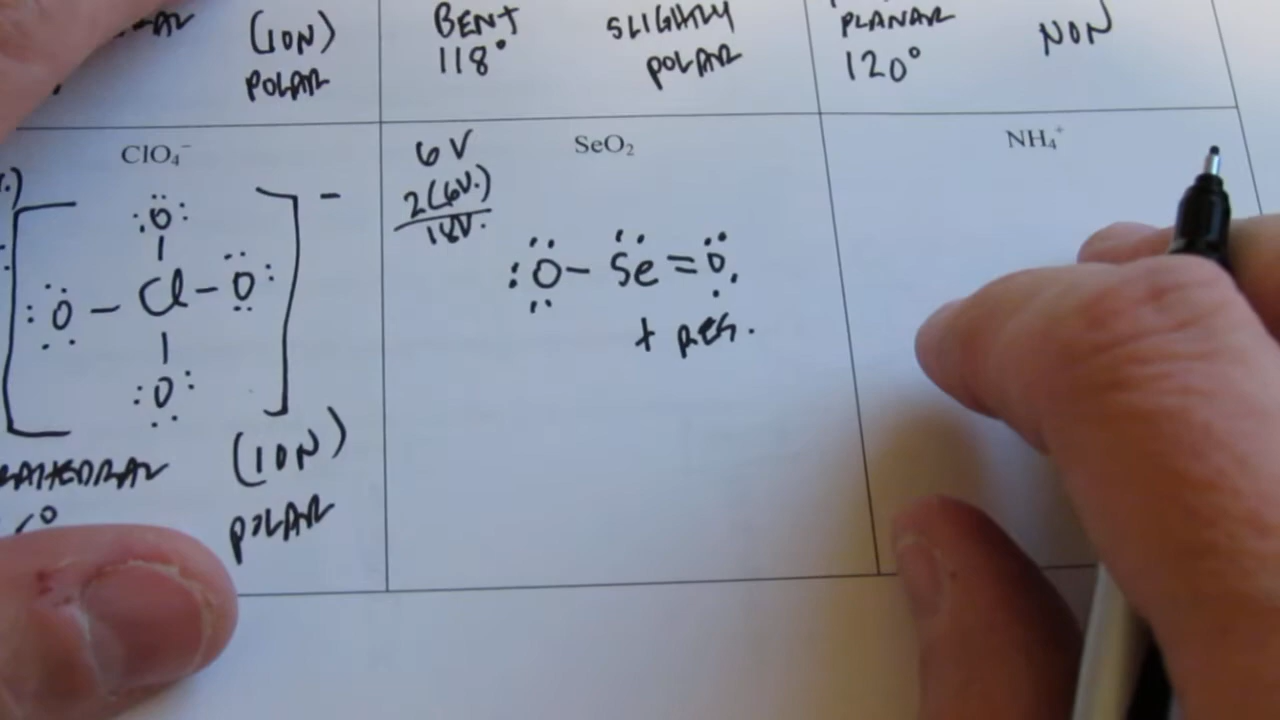 (ION)
POLAR
BENT
118°
SLIGHTLY
POLAR
PLANAR
120°
NON
ClO₄⁻
:O:
:O – Cl – O:
:O:
–
(ION)
POLAR
6 V
2(6V.)
18V.
SeO₂
:O – Se = O
+ RES.
NH₄⁺